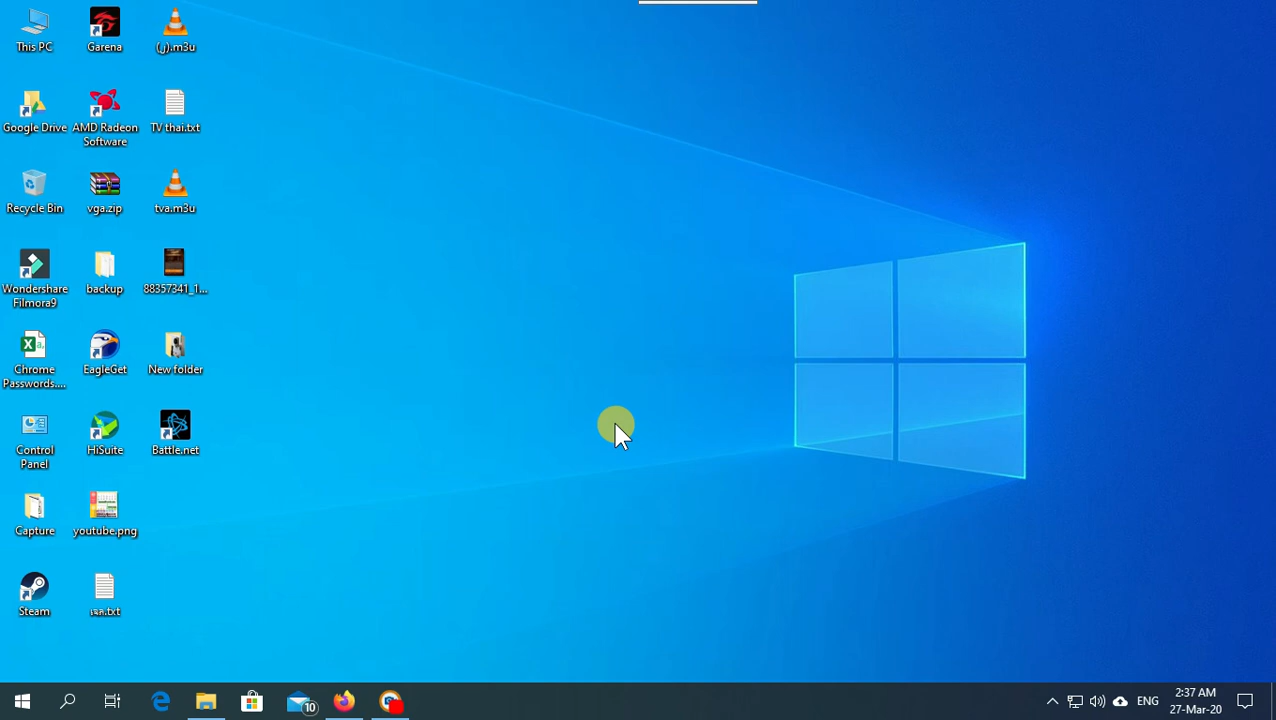 This PC
Garena
(ر).m3u
Google Drive
AMD Radeon
Software
TV thai.txt
Recycle Bin
vga.zip
tva.m3u
Wondershare
Filmora9
backup
88357341_1...
Chrome
Passwords....
EagleGet
New folder
Control
Panel
HiSuite
Battle.net
Capture
youtube.png
Steam
10
ENG
2:37 AM
27-Mar-20